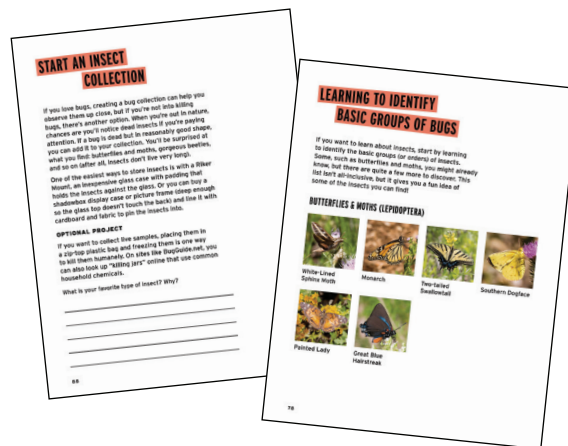 START AN INSECT
COLLECTION
If you love bugs, creating a bug collection can help you
observe them up close, but if you're not into killing
bugs, there's another option. When you're out in nature,
chances are you'll notice dead insects if you're paying
attention. If a bug is dead but in reasonably good shape,
you can add it to your collection. You'll be surprised at
what you find: butterflies and moths, gorgeous beetles,
and so on (after all, insects don't live very long).
One of the easiest ways to store insects is with a Riker
Mount, an inexpensive glass case with padding that
holds the insects against the glass. Or you can buy a
shadowbox display case or picture frame (deep enough
so the glass top doesn't touch the back) and line it with
cardboard and fabric to pin the insects into.
OPTIONAL PROJECT
If you want to collect live samples, placing them in
a zip-top plastic bag and freezing them is one way
to kill them humanely. On sites like BugGuide.net, you
can also look up "killing jars" online that use common
household chemicals.
What is your favorite type of insect? Why?
LEARNING TO IDENTIFY
BASIC GROUPS OF BUGS
If you want to learn about insects, start by learning
to identify the basic groups (or orders) of insects.
Some, such as butterflies and moths, you might already
know, but there are quite a few more to discover. This
list isn't all-inclusive, but it gives you a fun idea of
some of the insects you can find!
BUTTERFLIES & MOTHS (LEPIDOPTERA)
White-Lined
Sphinx Moth
Monarch
Two-tailed
Swallowtail
Southern Dogface
Painted Lady
Great Blue
Hairstreak